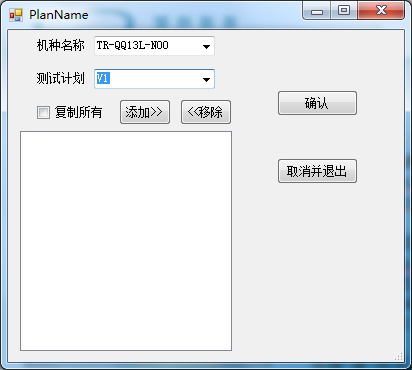 PlanName
机种名称 TR-QQ13L-N00
测试计划 V1
复制所有 添加>> <<移除
确认
取消并退出